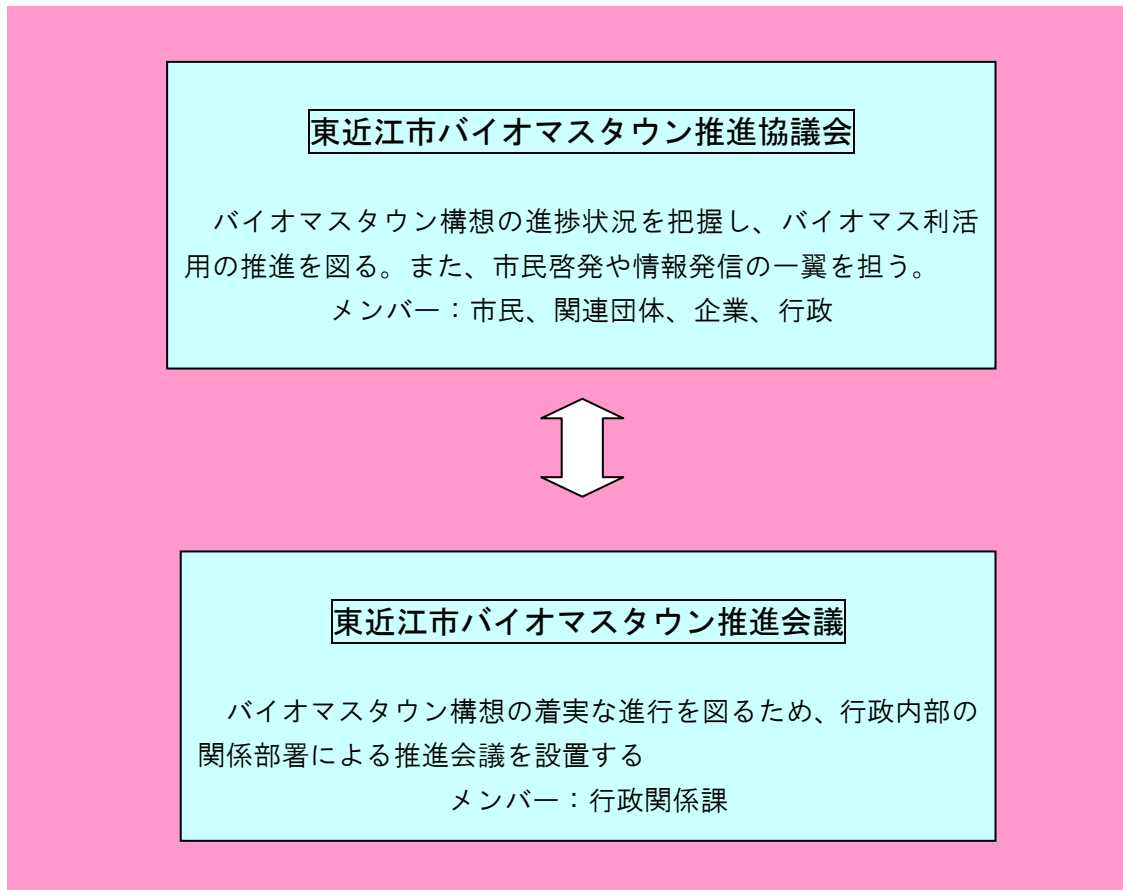 東近江市バイオマスタウン推進協議会
バイオマスタウン構想の進捗状況を把握し、バイオマス利活
用の推進を図る。また、市民啓発や情報発信の一翼を担う。
メンバー：市民、関連団体、企業、行政
東近江市バイオマスタウン推進会議
バイオマスタウン構想の着実な進行を図るため、行政内部の
関係部署による推進会議を設置する
メンバー：行政関係課